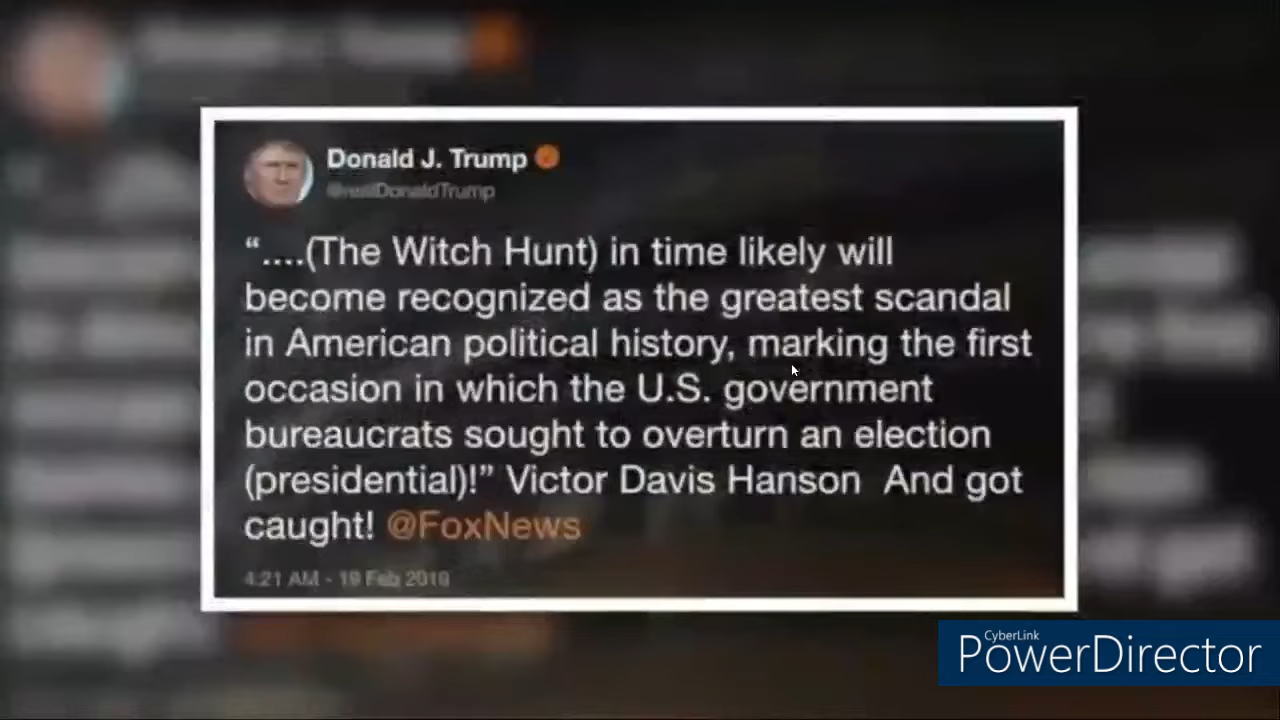 Donald J. Trump
@realDonaldTrump
“....(The Witch Hunt) in time likely will
become recognized as the greatest scandal
in American political history, marking the first
occasion in which the U.S. government
bureaucrats sought to overturn an election
(presidential)!” Victor Davis Hanson  And got
caught! @FoxNews
4:21 AM - 19 Feb 2019
CyberLink
PowerDirector